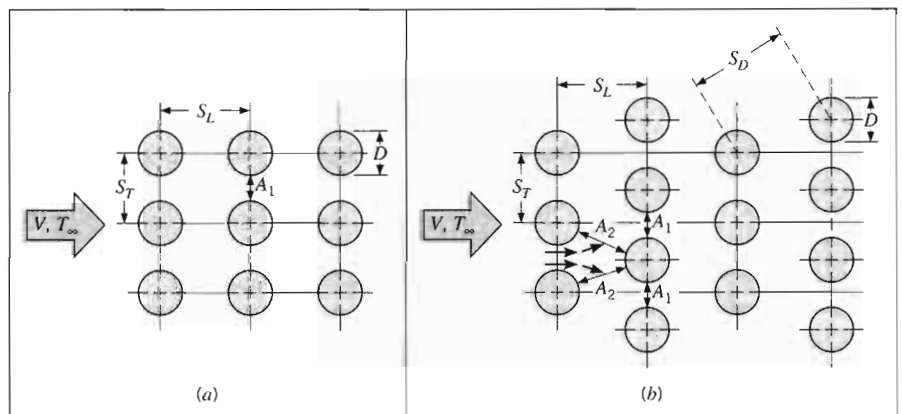 S_L
D
S_T
A_1
V, T_∞
(a)
S_D
S_L
D
S_T
A_1
A_2
V, T_∞
A_2
A_1
(b)